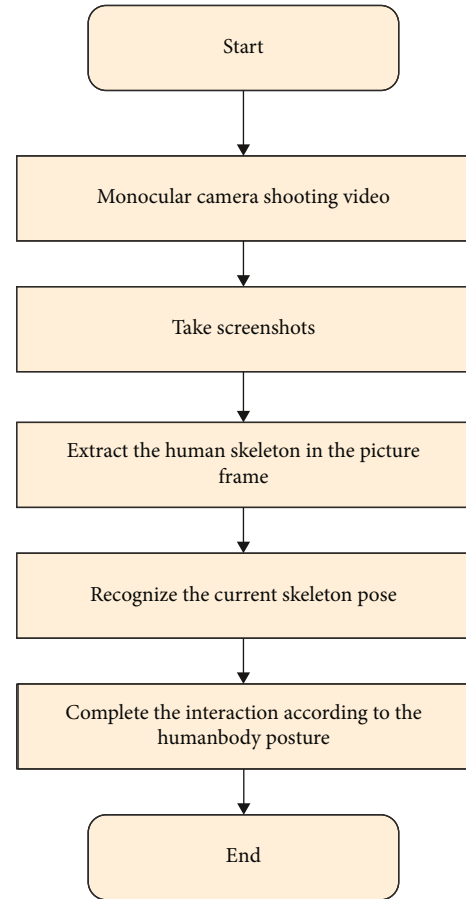 Start
Monocular camera shooting video
Take screenshots
Extract the human skeleton in the picture
frame
Recognize the current skeleton pose
Complete the interaction according to the
humanbody posture
End